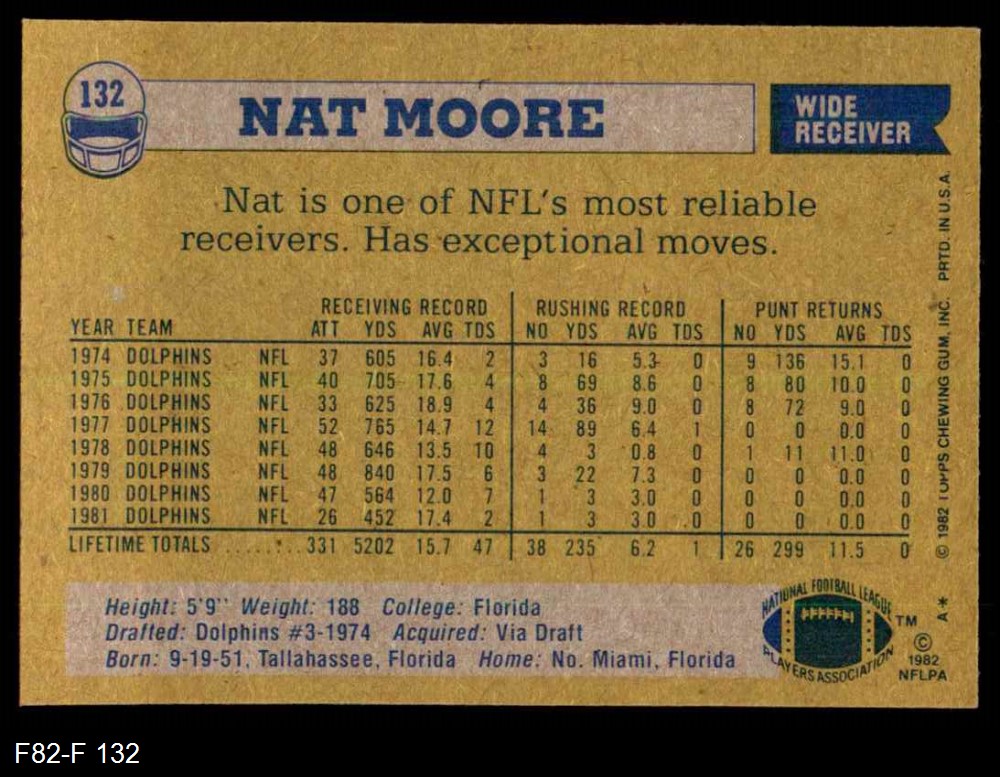 132
NAT MOORE
WIDE
RECEIVER
Nat is one of NFL's most reliable
receivers. Has exceptional moves.
RECEIVING RECORD RUSHING RECORD PUNT RETURNS
YEAR TEAM ATT YDS AVG TDS NO YDS AVG TDS NO YDS AVG TDS
1974 DOLPHINS NFL 37 605 16.4 2 3 16 5.3 0 9 136 15.1 0
1975 DOLPHINS NFL 40 705 17.6 4 8 69 8.6 0 8 80 10.0 0
1976 DOLPHINS NFL 33 625 18.9 4 4 36 9.0 0 8 72 9.0 0
1977 DOLPHINS NFL 52 765 14.7 12 14 89 6.4 1 0 0 0.0 0
1978 DOLPHINS NFL 48 646 13.5 10 4 3 0.8 0 1 11 11.0 0
1979 DOLPHINS NFL 48 840 17.5 6 3 22 7.3 0 0 0 0.0 0
1980 DOLPHINS NFL 47 564 12.0 7 1 3 3.0 0 0 0 0.0 0
1981 DOLPHINS NFL 26 452 17.4 2 1 3 3.0 0 0 0 0.0 0
LIFETIME TOTALS ........ 331 5202 15.7 47 38 235 6.2 1 26 299 11.5 0
© 1982 TOPPS CHEWING GUM, INC. PRTD. IN U.S.A.
Height: 5'9" Weight: 188 College: Florida
Drafted: Dolphins #3-1974 Acquired: Via Draft
Born: 9-19-51, Tallahassee, Florida Home: No. Miami, Florida
NATIONAL FOOTBALL LEAGUE
PLAYERS ASSOCIATION
TM
A*
©
1982
NFLPA
F82-F 132